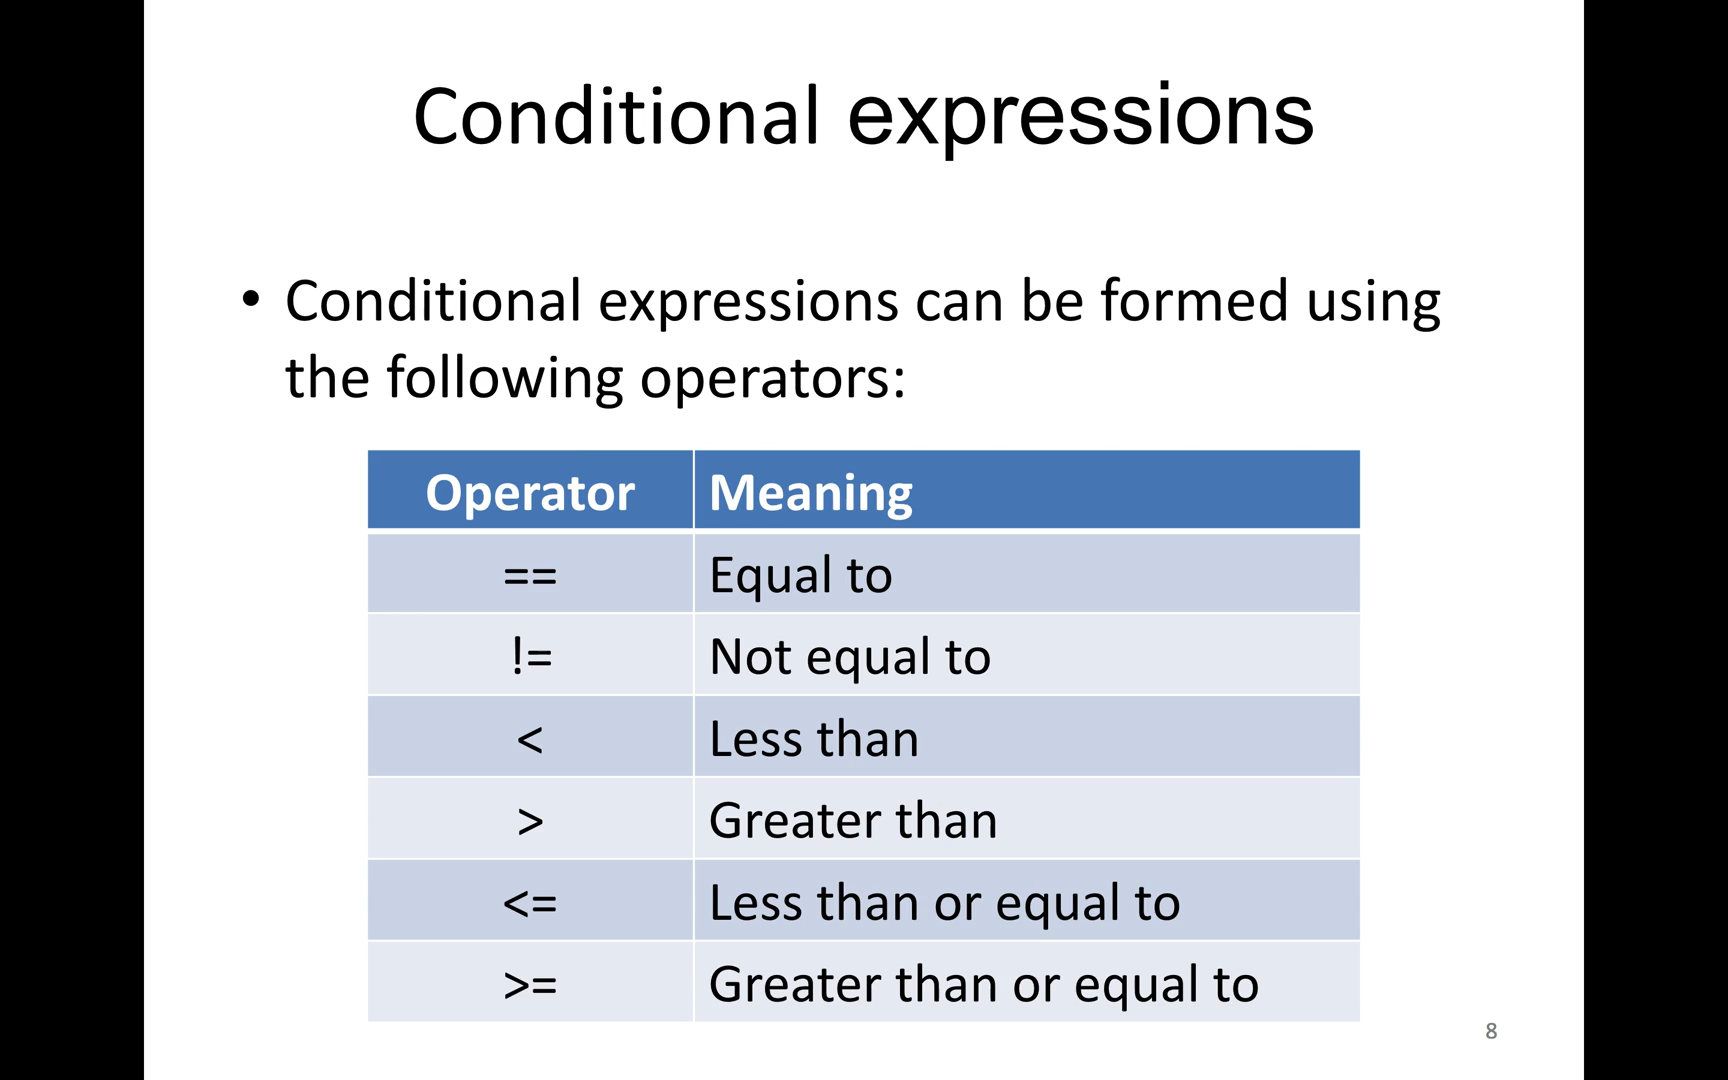 Conditional expressions
• Conditional expressions can be formed using
the following operators:
Operator Meaning
== Equal to
!= Not equal to
< Less than
> Greater than
<= Less than or equal to
>= Greater than or equal to
8